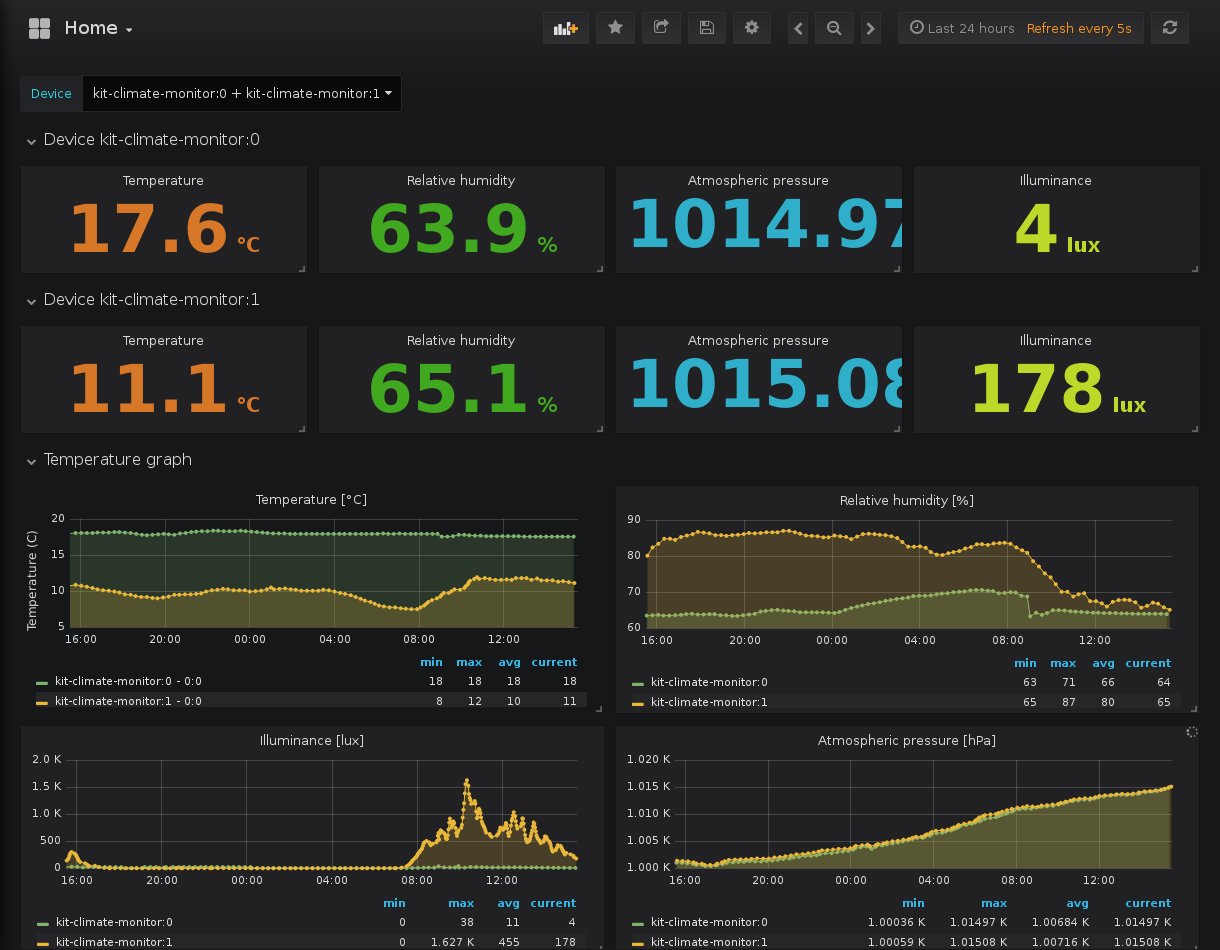 Home
Last 24 hours Refresh every 5s
Device kit-climate-monitor:0 + kit-climate-monitor:1
Device kit-climate-monitor:0
Temperature Relative humidity Atmospheric pressure Illuminance
17.6 °C 63.9 % 1014.97 4 lux
Device kit-climate-monitor:1
Temperature Relative humidity Atmospheric pressure Illuminance
11.1 °C 65.1 % 1015.08 178 lux
Temperature graph
Temperature [°C]
Temperature (C)
20
15
10
5
16:00 20:00 00:00 04:00 08:00 12:00
min max avg current
kit-climate-monitor:0 - 0:0 18 18 18 18
kit-climate-monitor:1 - 0:0 8 12 10 11
Relative humidity [%]
90
80
70
60
16:00 20:00 00:00 04:00 08:00 12:00
min max avg current
kit-climate-monitor:0 63 71 66 64
kit-climate-monitor:1 65 87 80 65
Illuminance [lux]
2.0 K
1.5 K
1.0 K
500
0
16:00 20:00 00:00 04:00 08:00 12:00
min max avg current
kit-climate-monitor:0 0 38 11 4
kit-climate-monitor:1 0 1.627 K 455 178
Atmospheric pressure [hPa]
1.020 K
1.015 K
1.010 K
1.005 K
1.000 K
16:00 20:00 00:00 04:00 08:00 12:00
min max avg current
kit-climate-monitor:0 1.00036 K 1.01497 K 1.00684 K 1.01497 K
kit-climate-monitor:1 1.00059 K 1.01508 K 1.00716 K 1.01508 K